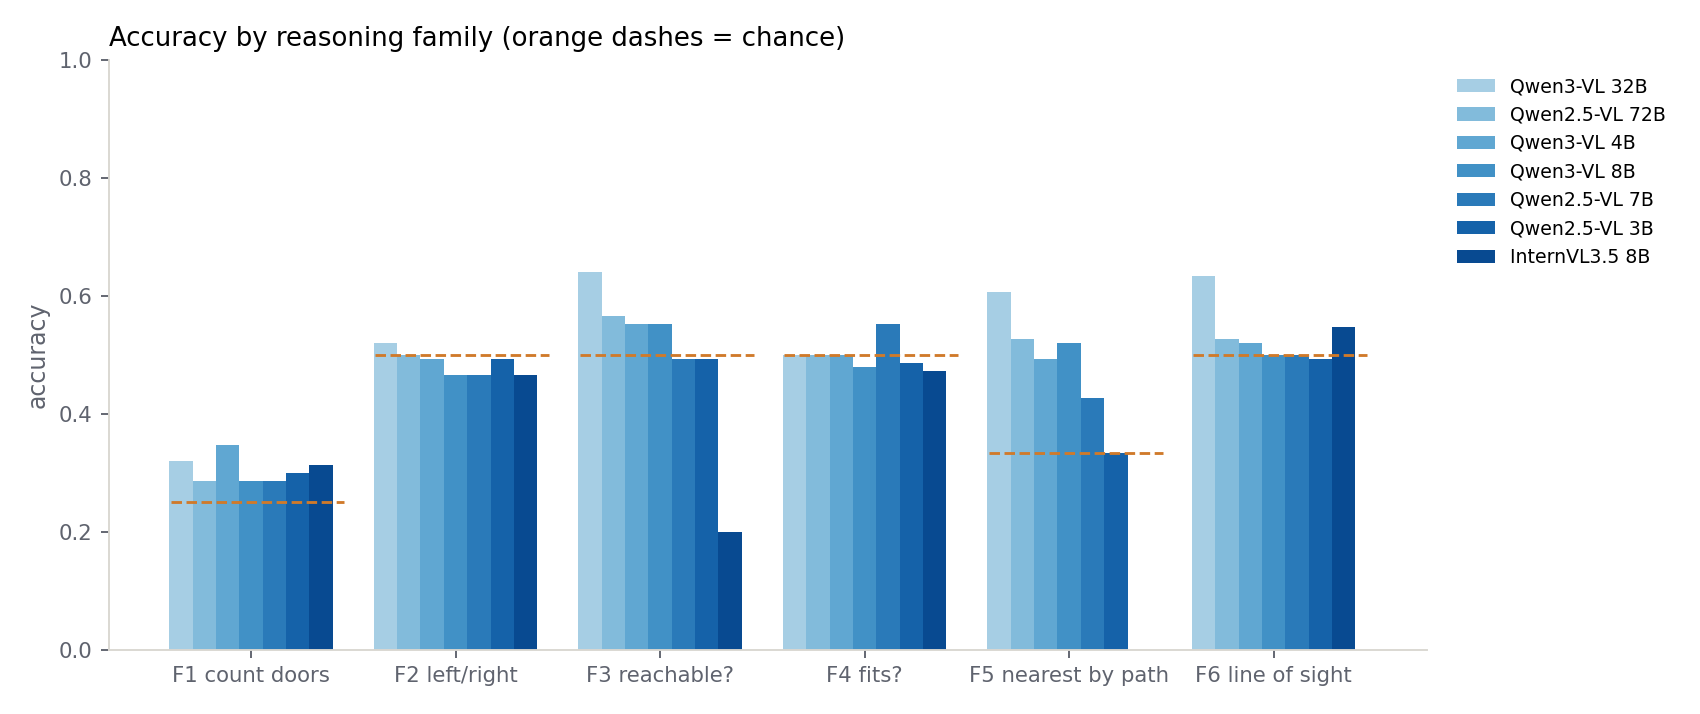 Accuracy by reasoning family (orange dashes = chance)
accuracy
1.0
0.8
0.6
0.4
0.2
0.0
F1 count doors
F2 left/right
F3 reachable?
F4 fits?
F5 nearest by path
F6 line of sight
Qwen3-VL 32B
Qwen2.5-VL 72B
Qwen3-VL 4B
Qwen3-VL 8B
Qwen2.5-VL 7B
Qwen2.5-VL 3B
InternVL3.5 8B